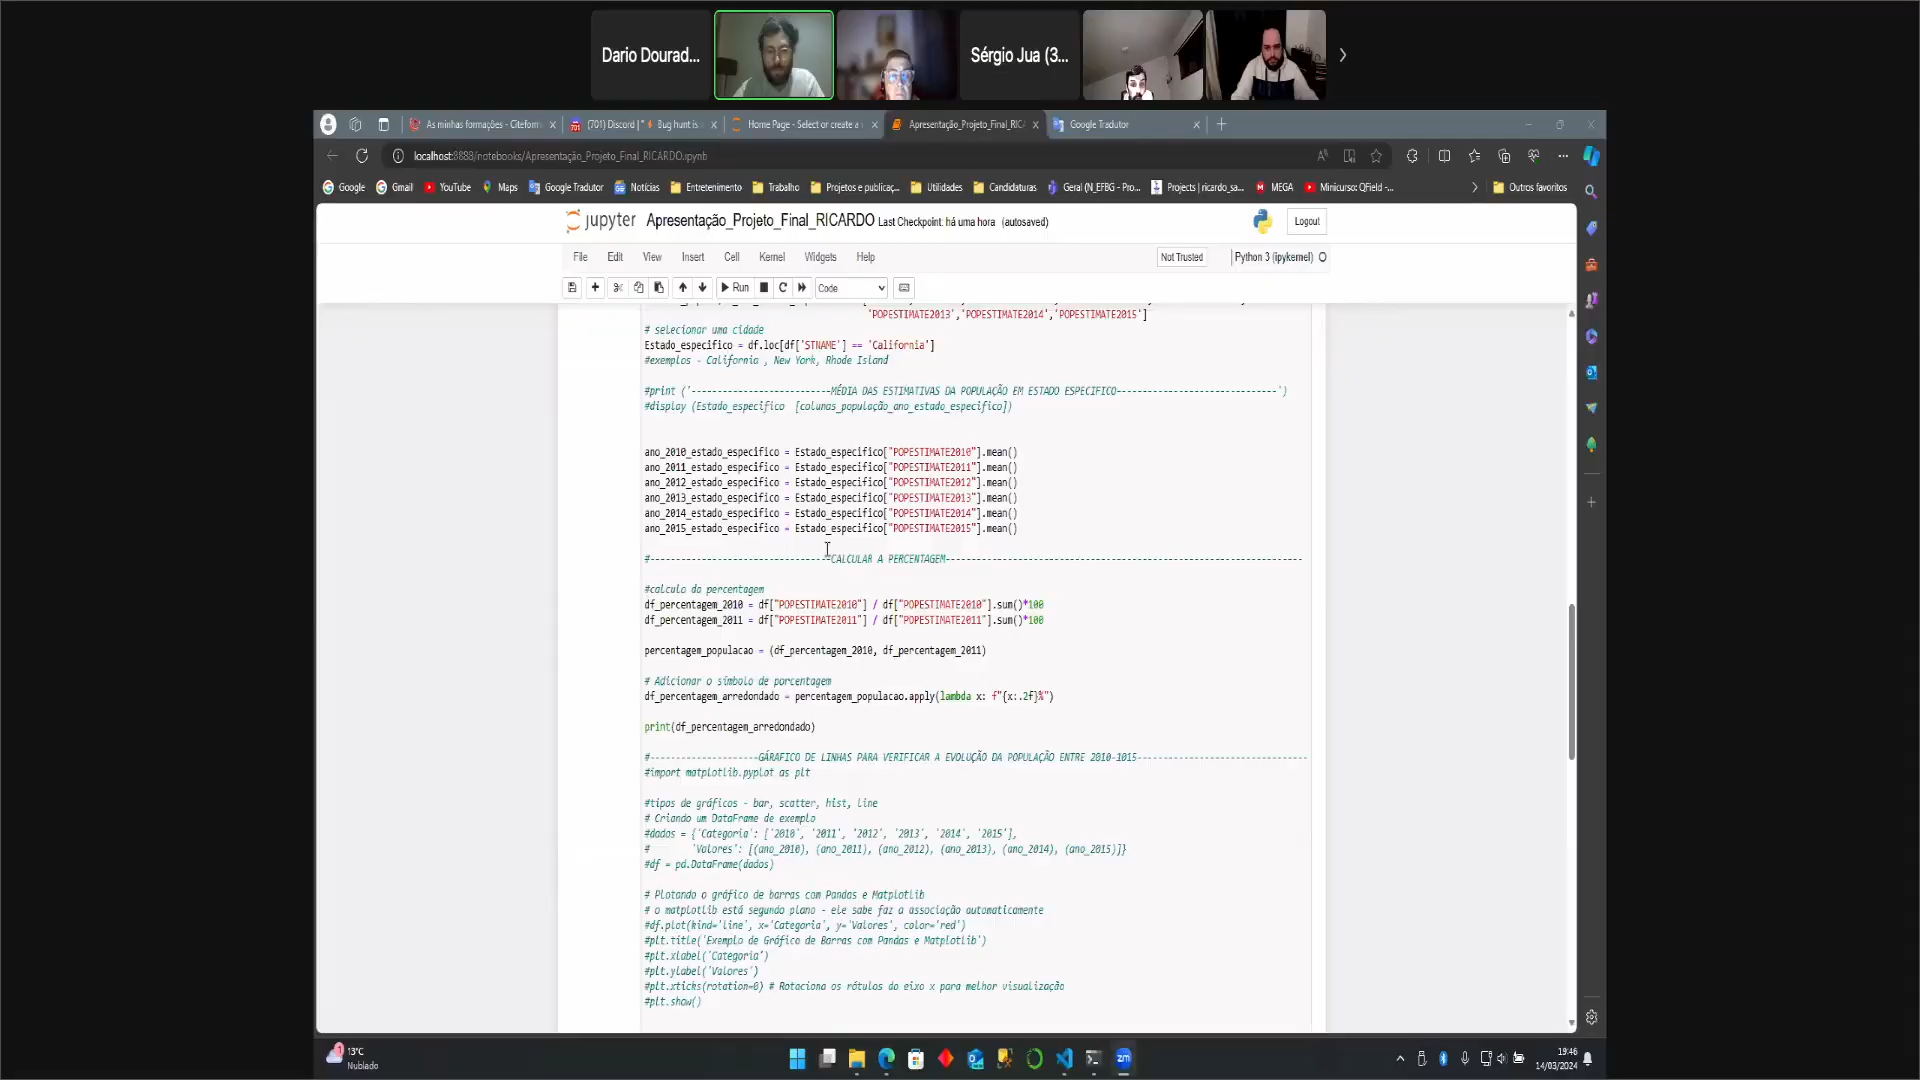 Dario Dourad...
Sérgio Jua (3...
As minhas formações - Citeform
(701) Discord | "
Bug hunt is
Home Page - Select or create a
Apresentação_Projeto_Final_RIC
Google Tradutor
localhost:8888/notebooks/Apresentação_Projeto_Final_RICARDO.ipynb
Google
Gmail
YouTube
Maps
Google Tradutor
Notícias
Entretenimento
Trabalho
Projetos e publicaç...
Utilidades
Candidaturas
Geral (N_EFBG - Pro...
Projects | ricardo_sa...
MEGA
Minicurso: QField -...
Outros favoritos
jupyter Apresentação_Projeto_Final_RICARDO Last Checkpoint: há uma hora (autosaved)
Logout
File Edit View Insert Cell Kernel Widgets Help
Not Trusted
Python 3 (ipykernel)
Run
Code
'POPESTIMATE2013','POPESTIMATE2014','POPESTIMATE2015']
# selecionar uma cidade
Estado_especifico = df.loc[df['STNAME'] == 'California']
#exemplos - California , New York, Rhode Island
#print ('---------------------------MÉDIA DAS ESTIMATIVAS DA POPULAÇÃO EM ESTADO ESPECIFICO-------------------------------')
#display (Estado_especifico  [colunas_população_ano_estado_especifico])
ano_2010_estado_especifico = Estado_especifico["POPESTIMATE2010"].mean()
ano_2011_estado_especifico = Estado_especifico["POPESTIMATE2011"].mean()
ano_2012_estado_especifico = Estado_especifico["POPESTIMATE2012"].mean()
ano_2013_estado_especifico = Estado_especifico["POPESTIMATE2013"].mean()
ano_2014_estado_especifico = Estado_especifico["POPESTIMATE2014"].mean()
ano_2015_estado_especifico = Estado_especifico["POPESTIMATE2015"].mean()
#-----------------------------------CALCULAR A PERCENTAGEM---------------------------------------------------------------------
#calculo da percentagem
df_percentagem_2010 = df["POPESTIMATE2010"] / df["POPESTIMATE2010"].sum()*100
df_percentagem_2011 = df["POPESTIMATE2011"] / df["POPESTIMATE2011"].sum()*100
percentagem_populacao = (df_percentagem_2010, df_percentagem_2011)
# Adicionar o símbolo de porcentagem
df_percentagem_arredondado = percentagem_populacao.apply(lambda x: f"{x:.2f}%")
print(df_percentagem_arredondado)
#---------------------GÁRAFICO DE LINHAS PARA VERIFICAR A EVOLUÇÃO DA POPULAÇÃO ENTRE 2010-1015---------------------------------
#import matplotlib.pyplot as plt
#tipos de gráficos - bar, scatter, hist, line
# Criando um DataFrame de exemplo
#dados = {'Categoria': ['2010', '2011', '2012', '2013', '2014', '2015'],
#        'Valores': [(ano_2010), (ano_2011), (ano_2012), (ano_2013), (ano_2014), (ano_2015)]}
#df = pd.DataFrame(dados)
# Plotando o gráfico de barras com Pandas e Matplotlib
# o matplotlib está segundo plano - ele sabe faz a associação automaticamente
#df.plot(kind='line', x='Categoria', y='Valores', color='red')
#plt.title('Exemplo de Gráfico de Barras com Pandas e Matplotlib')
#plt.xlabel('Categoria')
#plt.ylabel('Valores')
#plt.xticks(rotation=0) # Rotaciona os rótulos do eixo x para melhor visualização
#plt.show()
1
13°C
Nublado
zm
19:46
14/03/2024